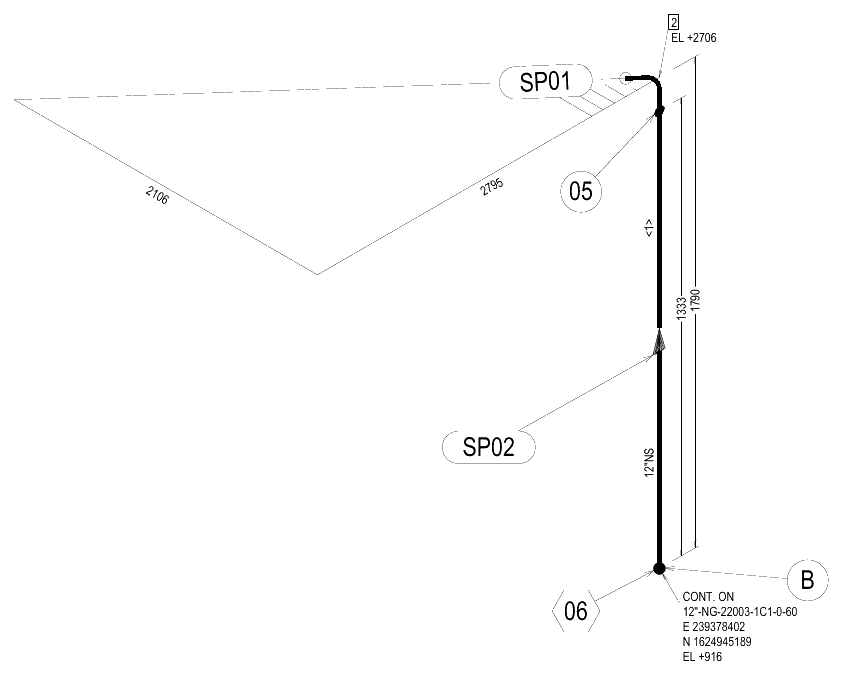 2
EL +2706
SP01
05
2106
2795
<1>
1333
1790
SP02
12"NS
B
06
CONT. ON
12"-NG-22003-1C1-0-60
E 239378402
N 1624945189
EL +916